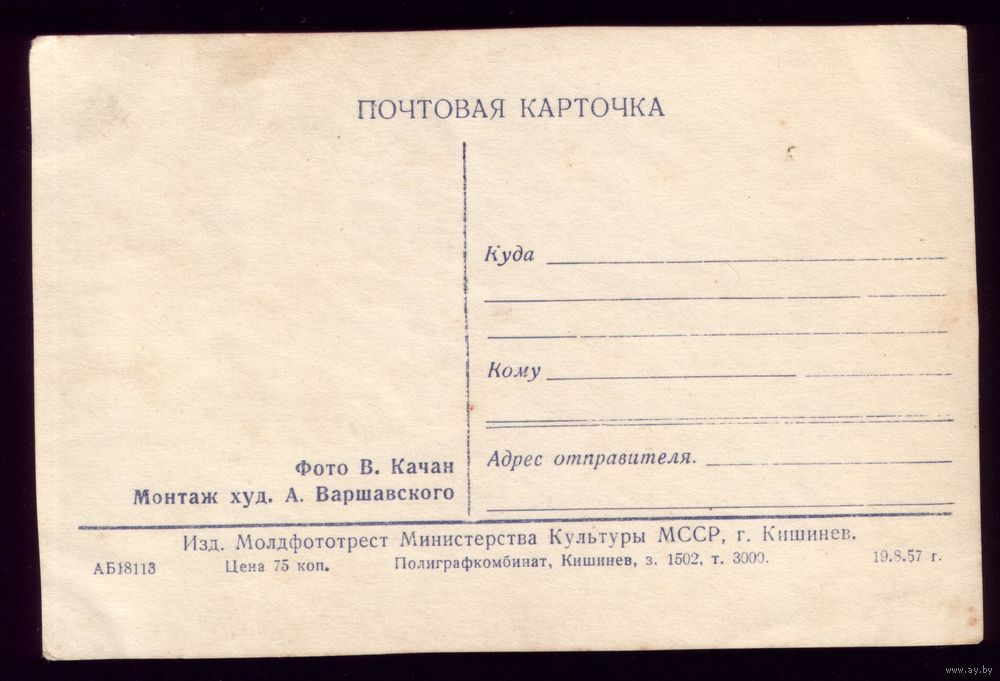 ПОЧТОВАЯ КАРТОЧКА
Куда
Кому
Адрес отправителя.
Фото В. Качан
Монтаж худ. А. Варшавского
Изд. Молдфототрест Министерства Культуры МССР, г. Кишинев.
АБ18113 Цена 75 коп. Полиграфкомбинат, Кишинев, з. 1502, т. 3000. 19.8.57 г.
www.ay.by